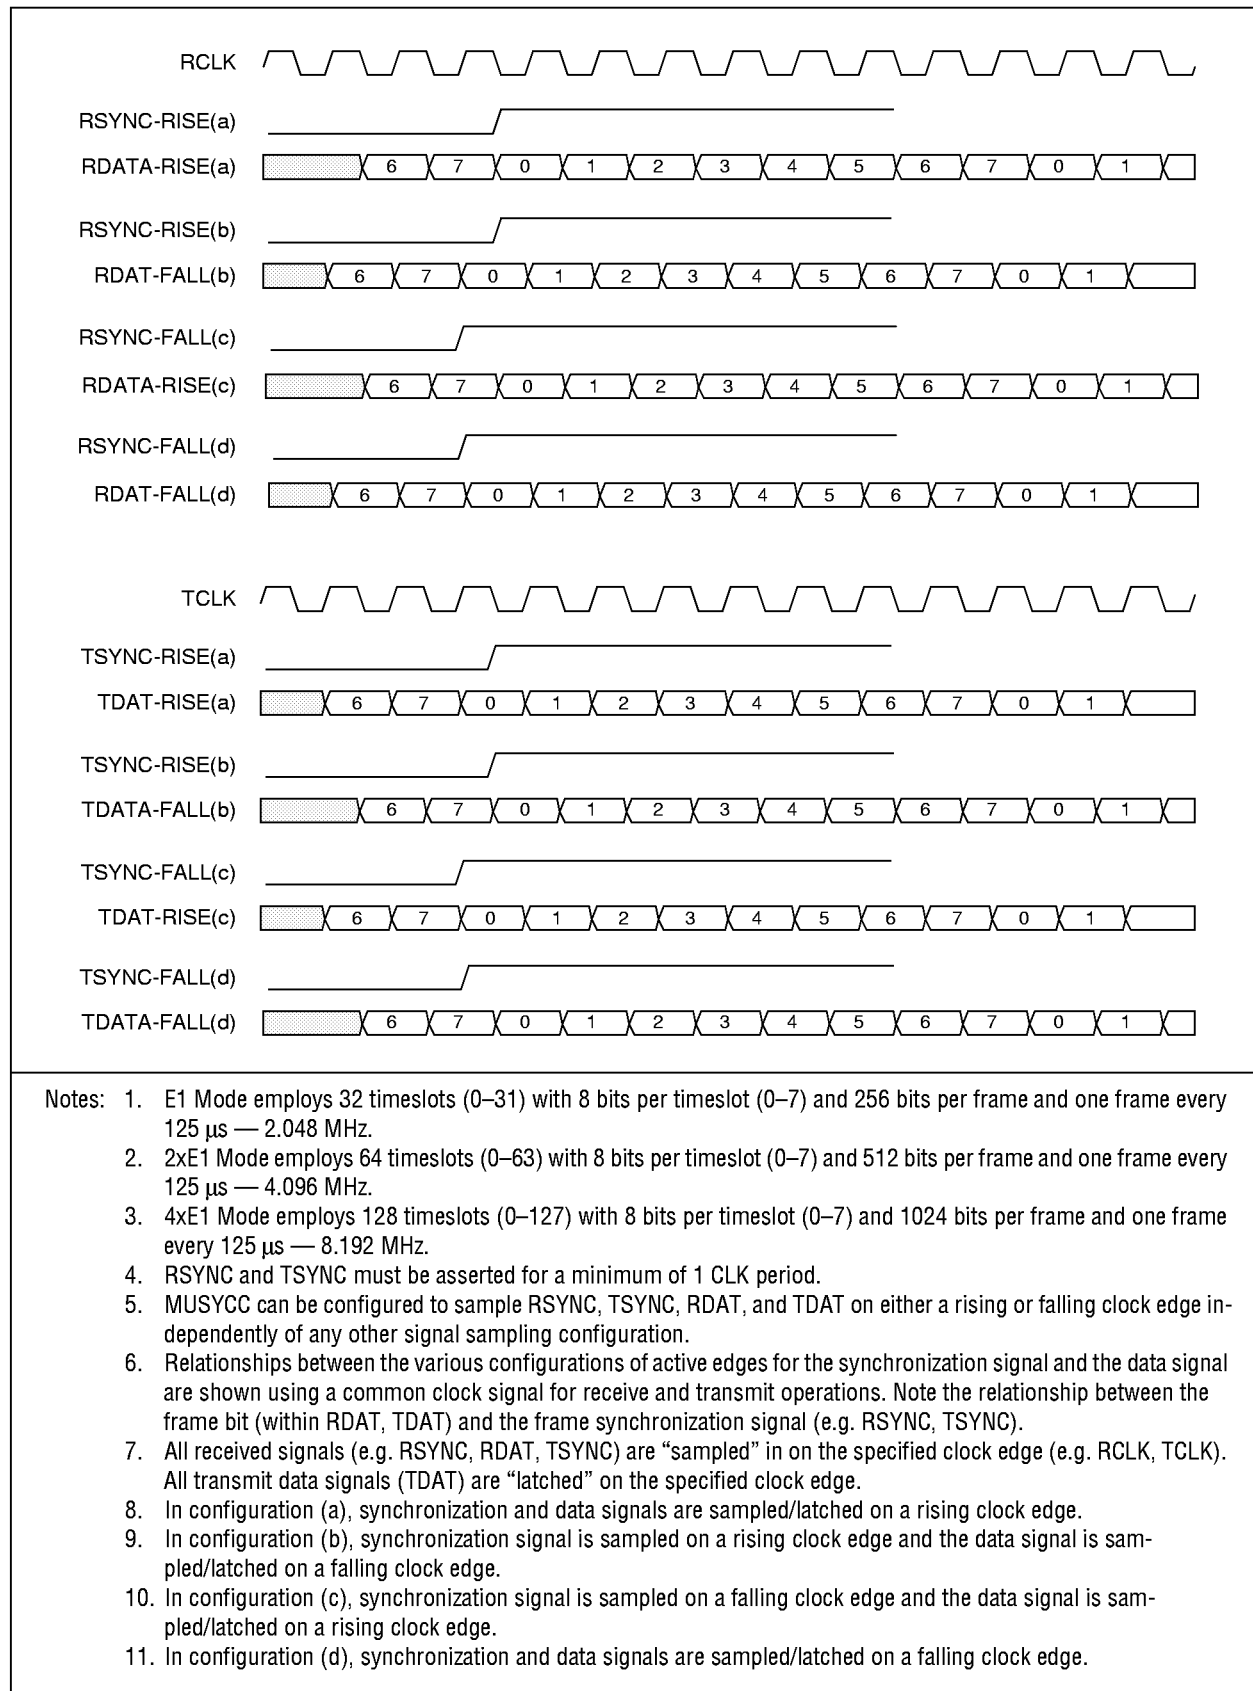 RCLK
RSYNC-RISE(a)
RDATA-RISE(a) 6 7 0 1 2 3 4 5 6 7 0 1
RSYNC-RISE(b)
RDAT-FALL(b) 6 7 0 1 2 3 4 5 6 7 0 1
RSYNC-FALL(c)
RDATA-RISE(c) 6 7 0 1 2 3 4 5 6 7 0 1
RSYNC-FALL(d)
RDAT-FALL(d) 6 7 0 1 2 3 4 5 6 7 0 1
TCLK
TSYNC-RISE(a)
TDAT-RISE(a) 6 7 0 1 2 3 4 5 6 7 0 1
TSYNC-RISE(b)
TDATA-FALL(b) 6 7 0 1 2 3 4 5 6 7 0 1
TSYNC-FALL(c)
TDAT-RISE(c) 6 7 0 1 2 3 4 5 6 7 0 1
TSYNC-FALL(d)
TDATA-FALL(d) 6 7 0 1 2 3 4 5 6 7 0 1
Notes: 1. E1 Mode employs 32 timeslots (0–31) with 8 bits per timeslot (0–7) and 256 bits per frame and one frame every
125 μs — 2.048 MHz.
2. 2xE1 Mode employs 64 timeslots (0–63) with 8 bits per timeslot (0–7) and 512 bits per frame and one frame every
125 μs — 4.096 MHz.
3. 4xE1 Mode employs 128 timeslots (0–127) with 8 bits per timeslot (0–7) and 1024 bits per frame and one frame
every 125 μs — 8.192 MHz.
4. RSYNC and TSYNC must be asserted for a minimum of 1 CLK period.
5. MUSYCC can be configured to sample RSYNC, TSYNC, RDAT, and TDAT on either a rising or falling clock edge in-
dependently of any other signal sampling configuration.
6. Relationships between the various configurations of active edges for the synchronization signal and the data signal
are shown using a common clock signal for receive and transmit operations. Note the relationship between the
frame bit (within RDAT, TDAT) and the frame synchronization signal (e.g. RSYNC, TSYNC).
7. All received signals (e.g. RSYNC, RDAT, TSYNC) are “sampled” in on the specified clock edge (e.g. RCLK, TCLK).
All transmit data signals (TDAT) are “latched” on the specified clock edge.
8. In configuration (a), synchronization and data signals are sampled/latched on a rising clock edge.
9. In configuration (b), synchronization signal is sampled on a rising clock edge and the data signal is sam-
pled/latched on a falling clock edge.
10. In configuration (c), synchronization signal is sampled on a falling clock edge and the data signal is sam-
pled/latched on a rising clock edge.
11. In configuration (d), synchronization and data signals are sampled/latched on a falling clock edge.